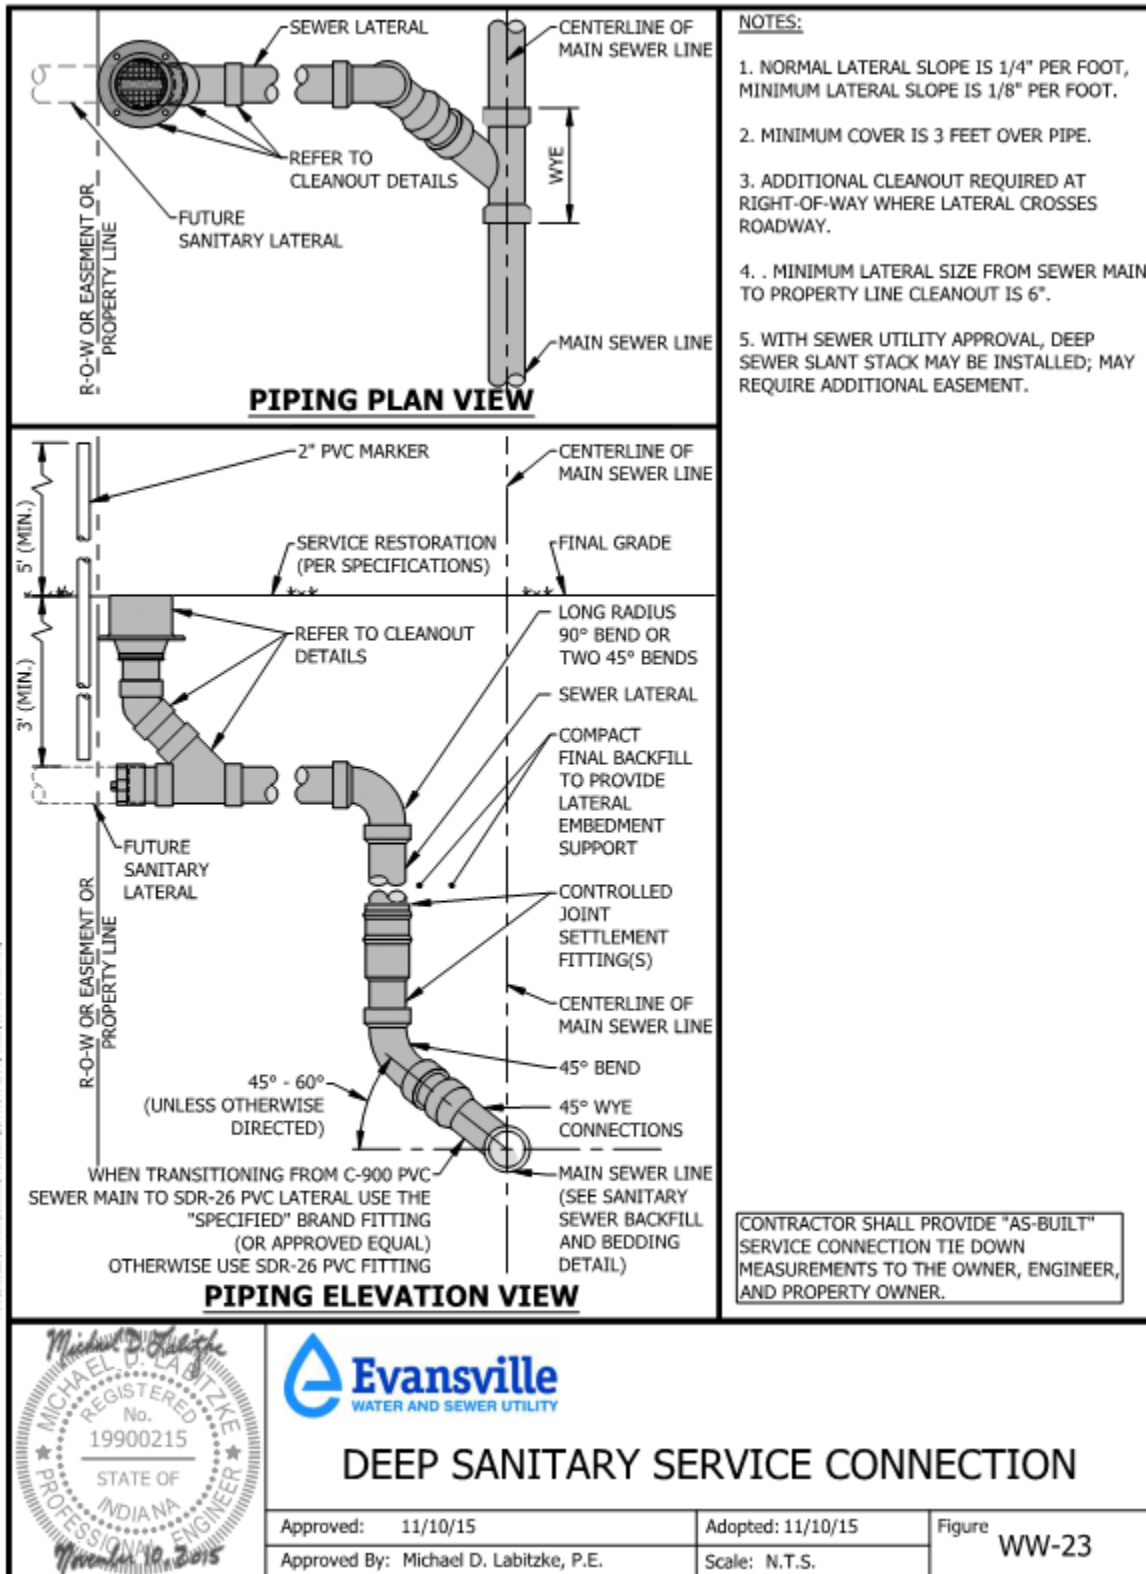 SEWER LATERAL
CENTERLINE OF
MAIN SEWER LINE
REFER TO
CLEANOUT DETAILS
WYE
FUTURE
SANITARY LATERAL
R-O-W OR EASEMENT OR
PROPERTY LINE
MAIN SEWER LINE
PIPING PLAN VIEW
NOTES:
1. NORMAL LATERAL SLOPE IS 1/4" PER FOOT,
MINIMUM LATERAL SLOPE IS 1/8" PER FOOT.
2. MINIMUM COVER IS 3 FEET OVER PIPE.
3. ADDITIONAL CLEANOUT REQUIRED AT
RIGHT-OF-WAY WHERE LATERAL CROSSES
ROADWAY.
4. . MINIMUM LATERAL SIZE FROM SEWER MAIN
TO PROPERTY LINE CLEANOUT IS 6".
5. WITH SEWER UTILITY APPROVAL, DEEP
SEWER SLANT STACK MAY BE INSTALLED; MAY
REQUIRE ADDITIONAL EASEMENT.
2" PVC MARKER
CENTERLINE OF
MAIN SEWER LINE
5' (MIN.)
SERVICE RESTORATION
(PER SPECIFICATIONS)
FINAL GRADE
3' (MIN.)
REFER TO CLEANOUT
DETAILS
LONG RADIUS
90° BEND OR
TWO 45° BENDS
SEWER LATERAL
COMPACT
FINAL BACKFILL
TO PROVIDE
LATERAL
EMBEDMENT
SUPPORT
FUTURE
SANITARY
LATERAL
R-O-W OR EASEMENT OR
PROPERTY LINE
CONTROLLED
JOINT
SETTLEMENT
FITTING(S)
CENTERLINE OF
MAIN SEWER LINE
45° BEND
45° - 60°
(UNLESS OTHERWISE
DIRECTED)
45° WYE
CONNECTIONS
WHEN TRANSITIONING FROM C-900 PVC
SEWER MAIN TO SDR-26 PVC LATERAL USE THE
"SPECIFIED" BRAND FITTING
(OR APPROVED EQUAL)
OTHERWISE USE SDR-26 PVC FITTING
MAIN SEWER LINE
(SEE SANITARY
SEWER BACKFILL
AND BEDDING
DETAIL)
PIPING ELEVATION VIEW
CONTRACTOR SHALL PROVIDE "AS-BUILT"
SERVICE CONNECTION TIE DOWN
MEASUREMENTS TO THE OWNER, ENGINEER,
AND PROPERTY OWNER.
Michael D. Labitzke
MICHAEL D. LABITZKE
REGISTERED
No.
19900215
STATE OF
INDIANA
PROFESSIONAL ENGINEER
November 10, 2015
Evansville
WATER AND SEWER UTILITY
DEEP SANITARY SERVICE CONNECTION
Approved: 11/10/15
Adopted: 11/10/15
Figure
WW-23
Approved By: Michael D. Labitzke, P.E.
Scale: N.T.S.